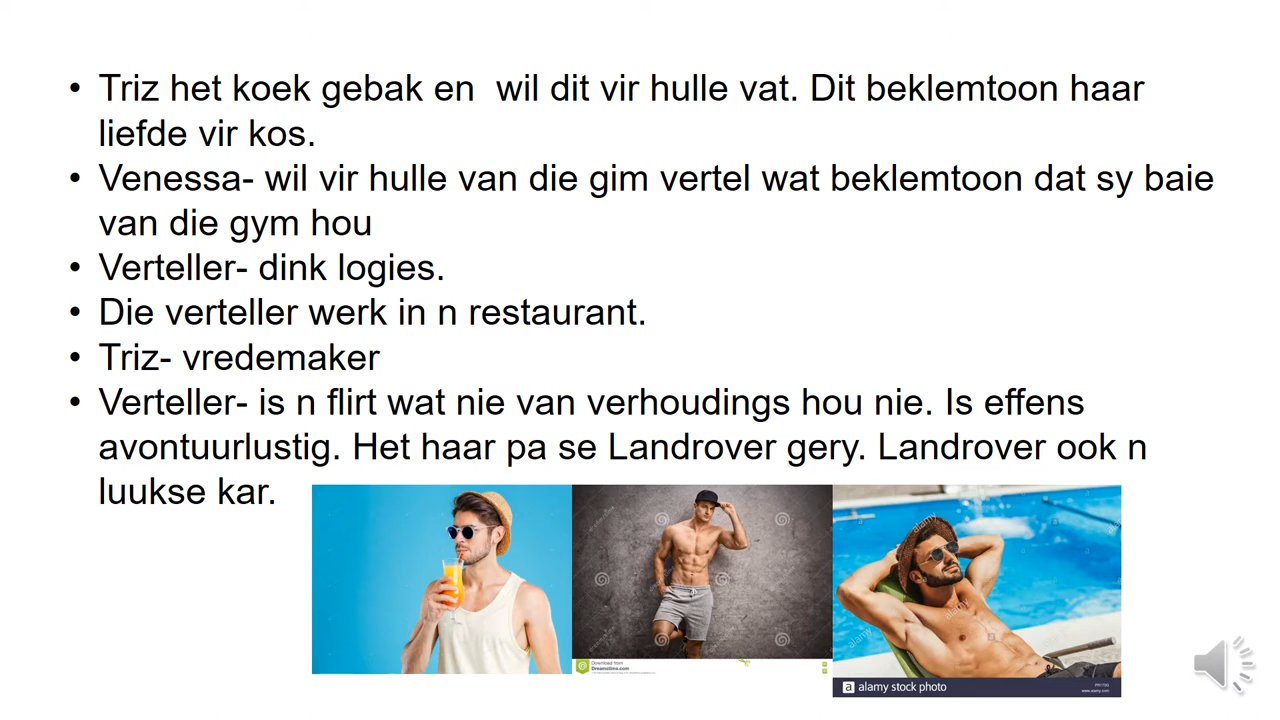 • Triz het koek gebak en  wil dit vir hulle vat. Dit beklemtoon haar
liefde vir kos.
• Venessa- wil vir hulle van die gim vertel wat beklemtoon dat sy baie
van die gym hou
• Verteller- dink logies.
• Die verteller werk in n restaurant.
• Triz- vredemaker
• Verteller- is n flirt wat nie van verhoudings hou nie. Is effens
avontuurlustig. Het haar pa se Landrover gery. Landrover ook n
luukse kar.
Download from
Dreamstime.com
a alamy stock photo
www.alamy.com